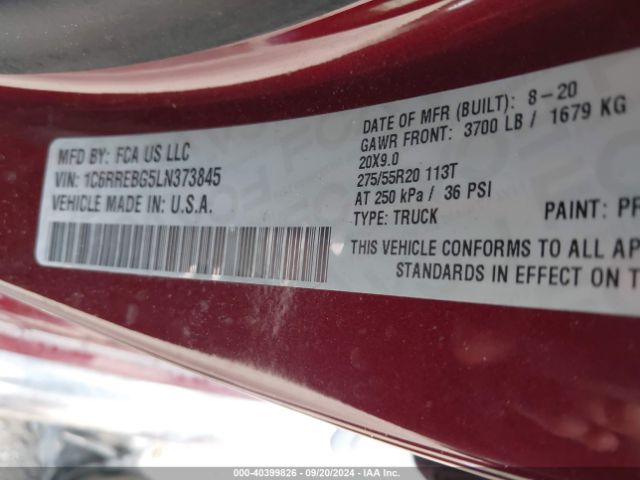 MFD BY: FCA US LLC
VIN: 1C6RREBG5LN373845
VEHICLE MADE IN: U.S.A.
DATE OF MFR (BUILT): 8-20
GAWR FRONT: 3700 LB / 1679 KG
20X9.0
275/55R20 113T
AT 250 kPa / 36 PSI
TYPE: TRUCK
PAINT: PR
THIS VEHICLE CONFORMS TO ALL AP
STANDARDS IN EFFECT ON T
000-40399826 - 09/20/2024 - IAA Inc.